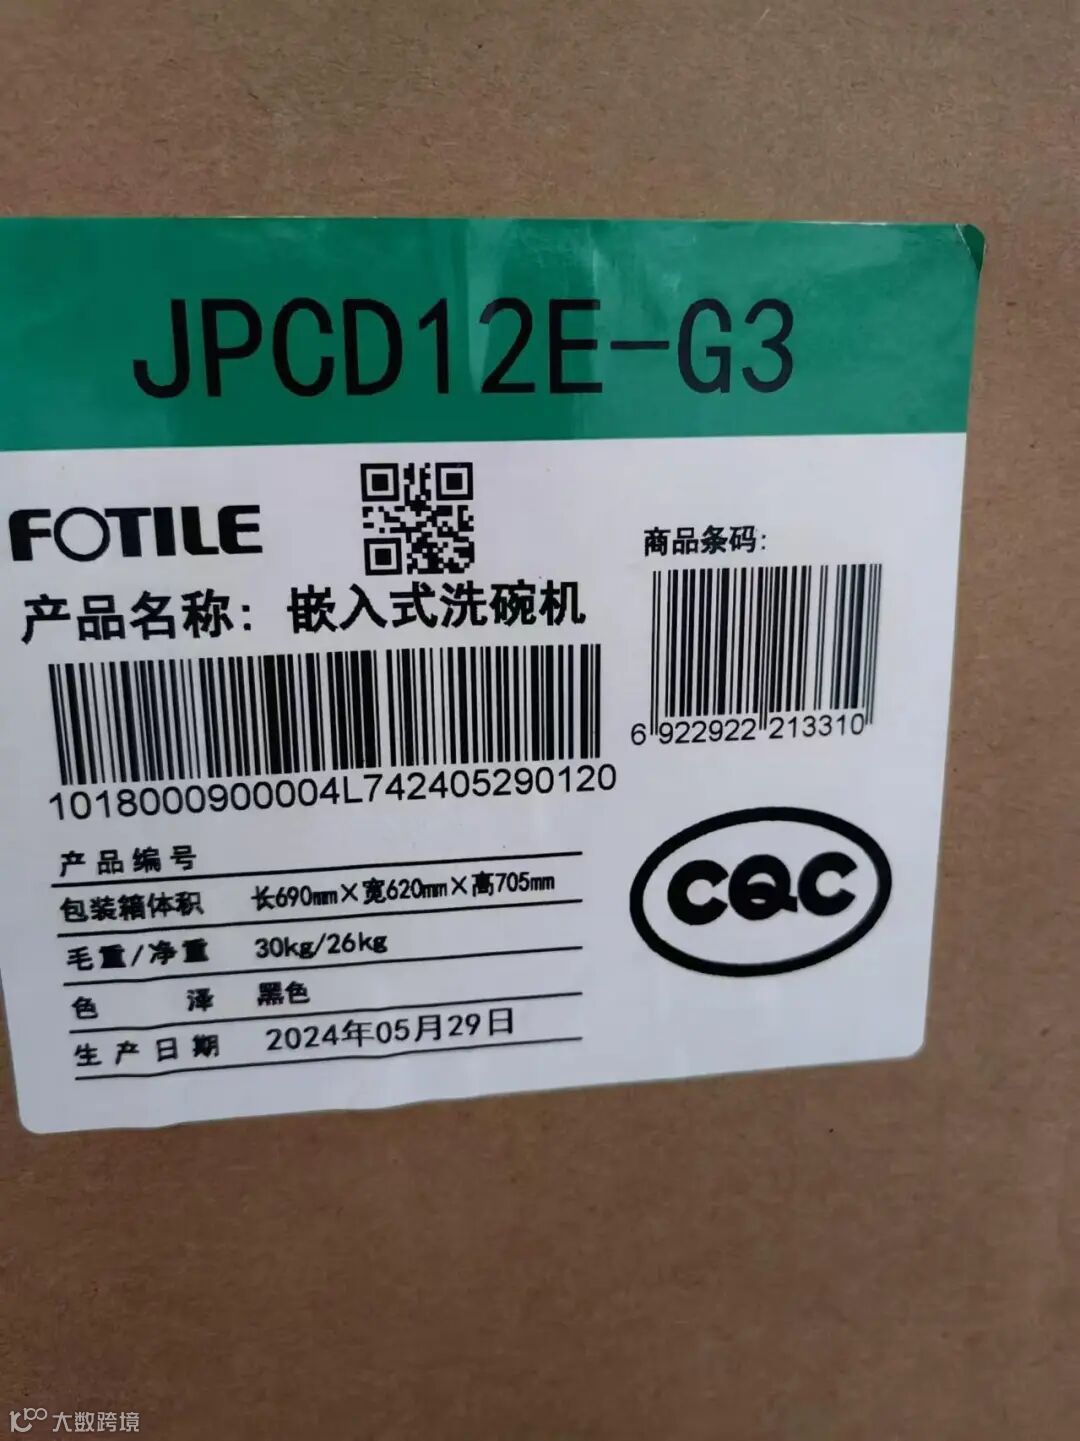 JPCD12E-G3
FOTILE
商品条码:
产品名称: 嵌入式洗碗机
6 922922 213310
1018000900004L742405290120
产品编号
包装箱体积 长690mm×宽620mm×高705mm
毛重/净重 30kg/26kg
色泽 黑色
生产日期 2024年05月29日
CQC
大数跨境